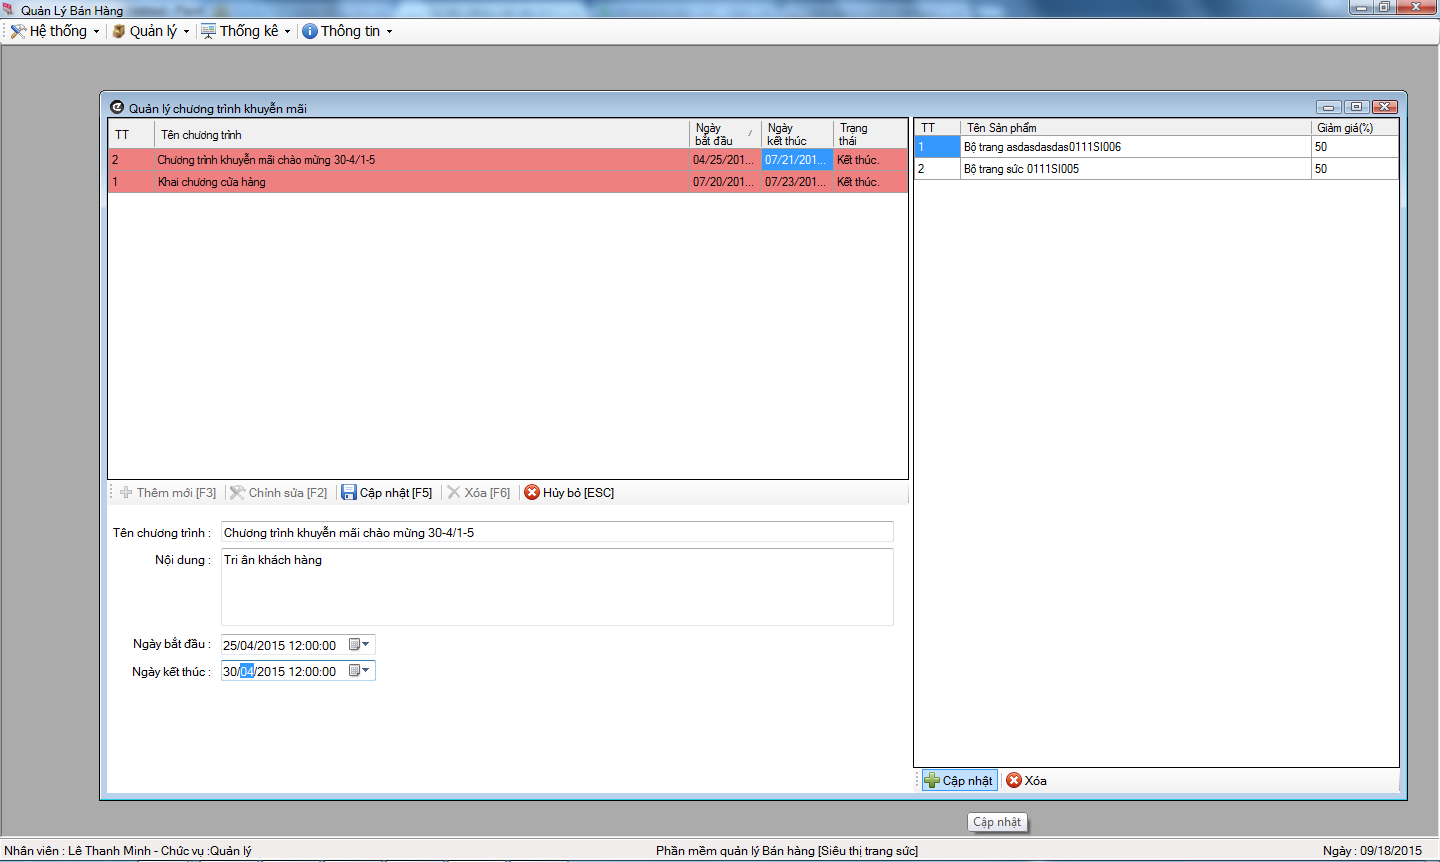 Quản Lý Bán Hàng
Hệ thống Quản lý Thống kê Thông tin
Quản lý chương trình khuyễn mãi
TT Tên chương trình Ngày bắt đầu Ngày kết thúc Trạng thái
2 Chương trình khuyễn mãi chào mừng 30-4/1-5 04/25/201... 07/21/201... Kết thúc.
1 Khai chương cửa hàng 07/20/201... 07/23/201... Kết thúc.
TT Tên Sản phẩm Giảm giá(%)
1 Bộ trang asdasdasdas0111SI006 50
2 Bộ trang sức 0111SI005 50
Thêm mới [F3] Chỉnh sửa [F2] Cập nhật [F5] Xóa [F6] Hủy bỏ [ESC]
Tên chương trình : Chương trình khuyễn mãi chào mừng 30-4/1-5
Nội dung : Tri ân khách hàng
Ngày bắt đầu : 25/04/2015 12:00:00
Ngày kết thúc : 30/04/2015 12:00:00
Cập nhật Xóa
Cập nhật
Nhân viên : Lê Thanh Minh - Chức vụ :Quản lý Phần mềm quản lý Bán hàng [Siêu thị trang sức] Ngày : 09/18/2015